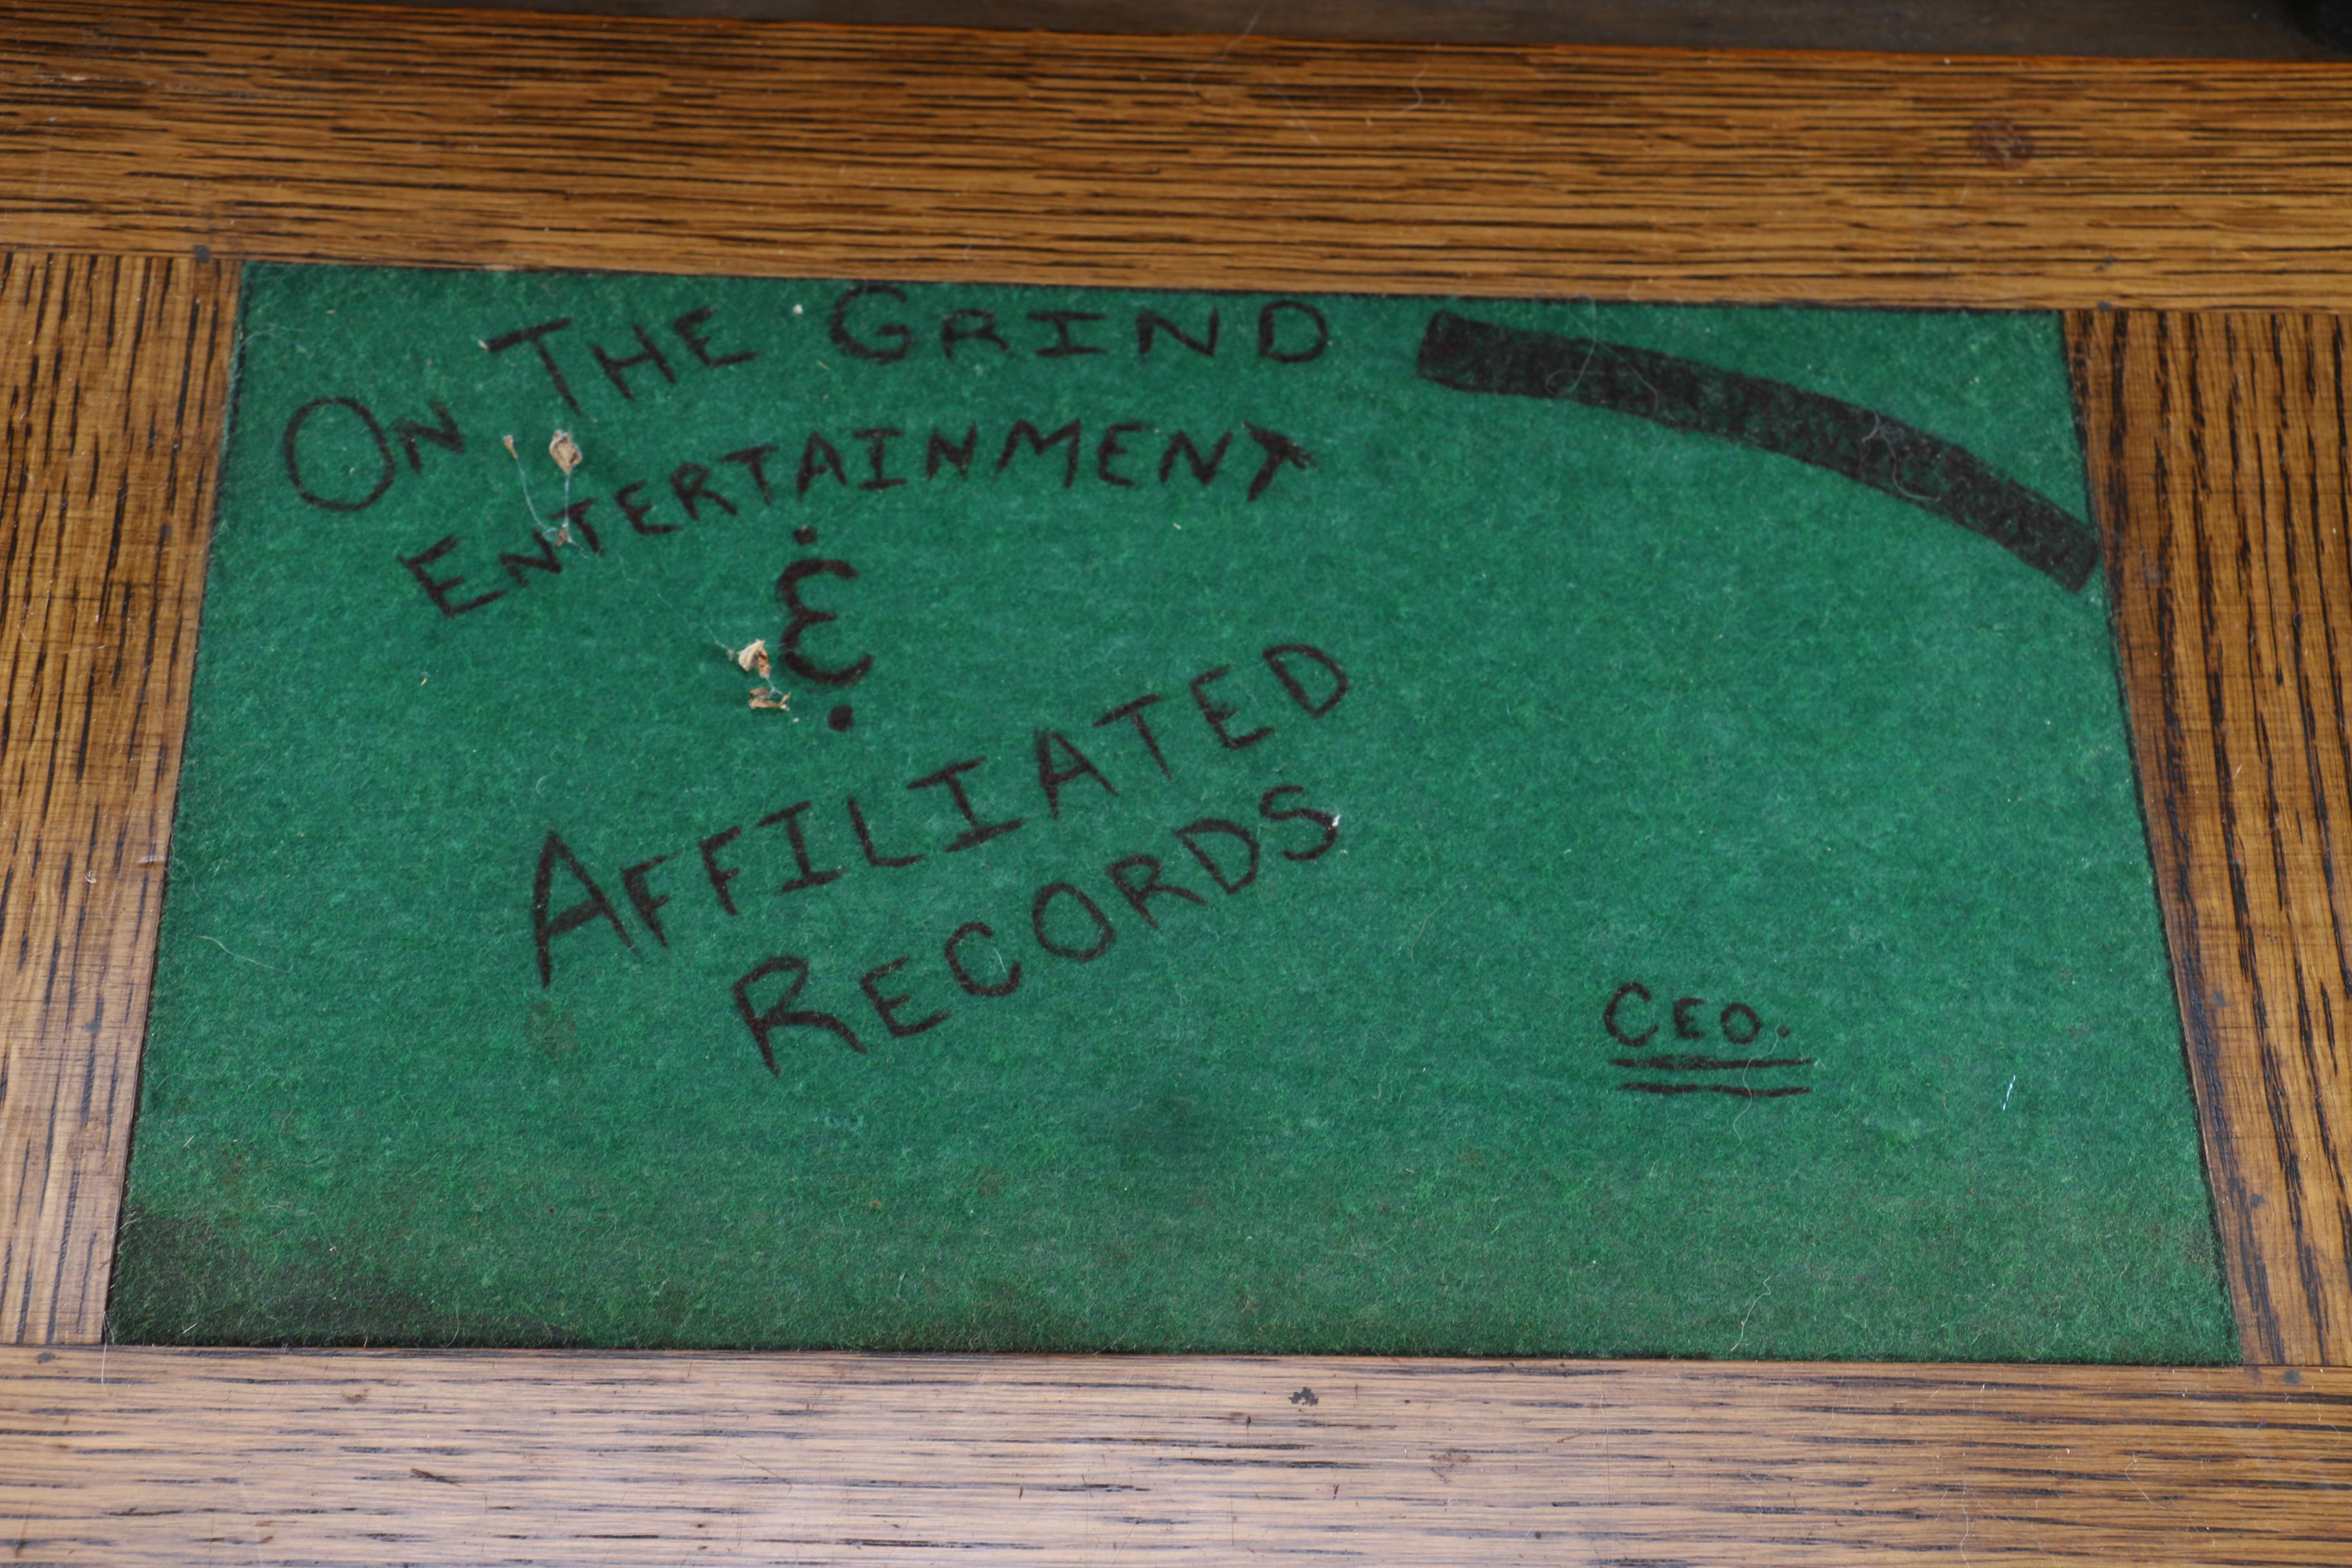 On The Grind
Entertainment
&
Affiliated
Records
CEO.